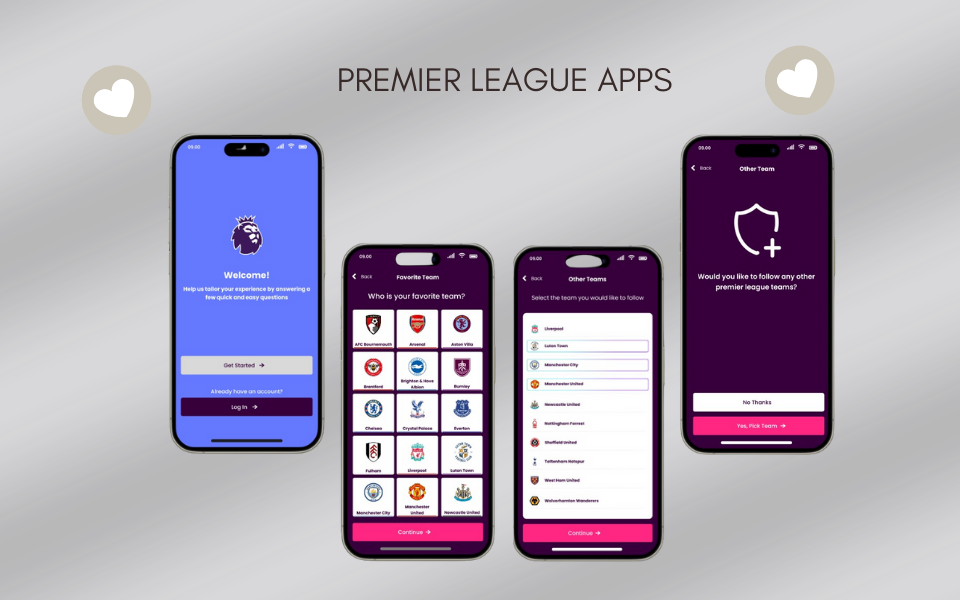 PREMIER LEAGUE APPS
09.00
Welcome!
Help us tailor your experience by answering a
few quick and easy questions
Get Started →
Already have an account?
Log In →
09.00
Back
Favorite Team
Who is your favorite team?
AFC Bournemouth
Arsenal
Aston Villa
Brentford
Brighton & Hove
Albion
Burnley
Chelsea
Crystal Palace
Everton
Fulham
Liverpool
Luton Town
Manchester City
Manchester
United
Newcastle United
Continue →
09.00
Back
Other Teams
Select the team you would like to follow
Liverpool
Luton Town
Manchester City
Manchester United
Newcastle United
Nottingham Forrest
Sheffield United
Tottenham Hotspur
West Ham United
Wolverhamton Wanderers
Continue →
09.00
Back
Other Team
Would you like to follow any other
premier league teams?
No Thanks
Yes, Pick Team →